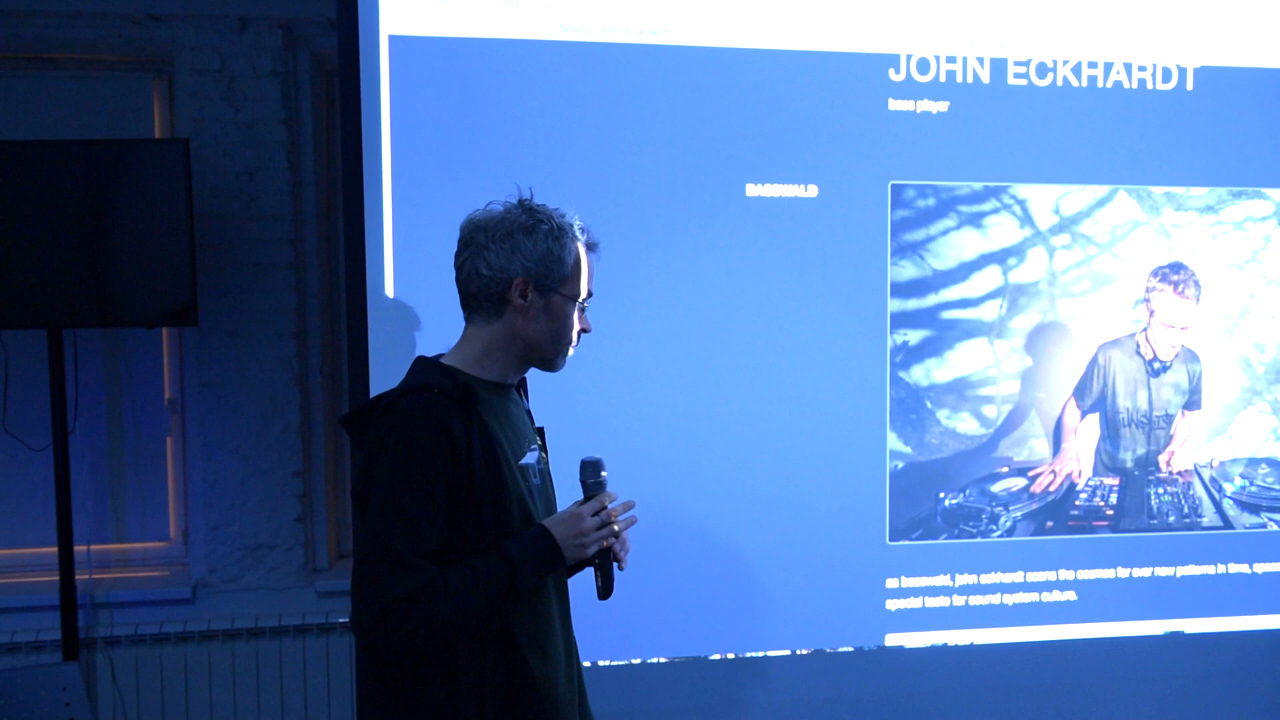 JOHN ECKHARDT
bass player
BASSWALD
as basswald, john eckhardt scans the cosmos for ever new patterns in time, space
special taste for sound system culture.